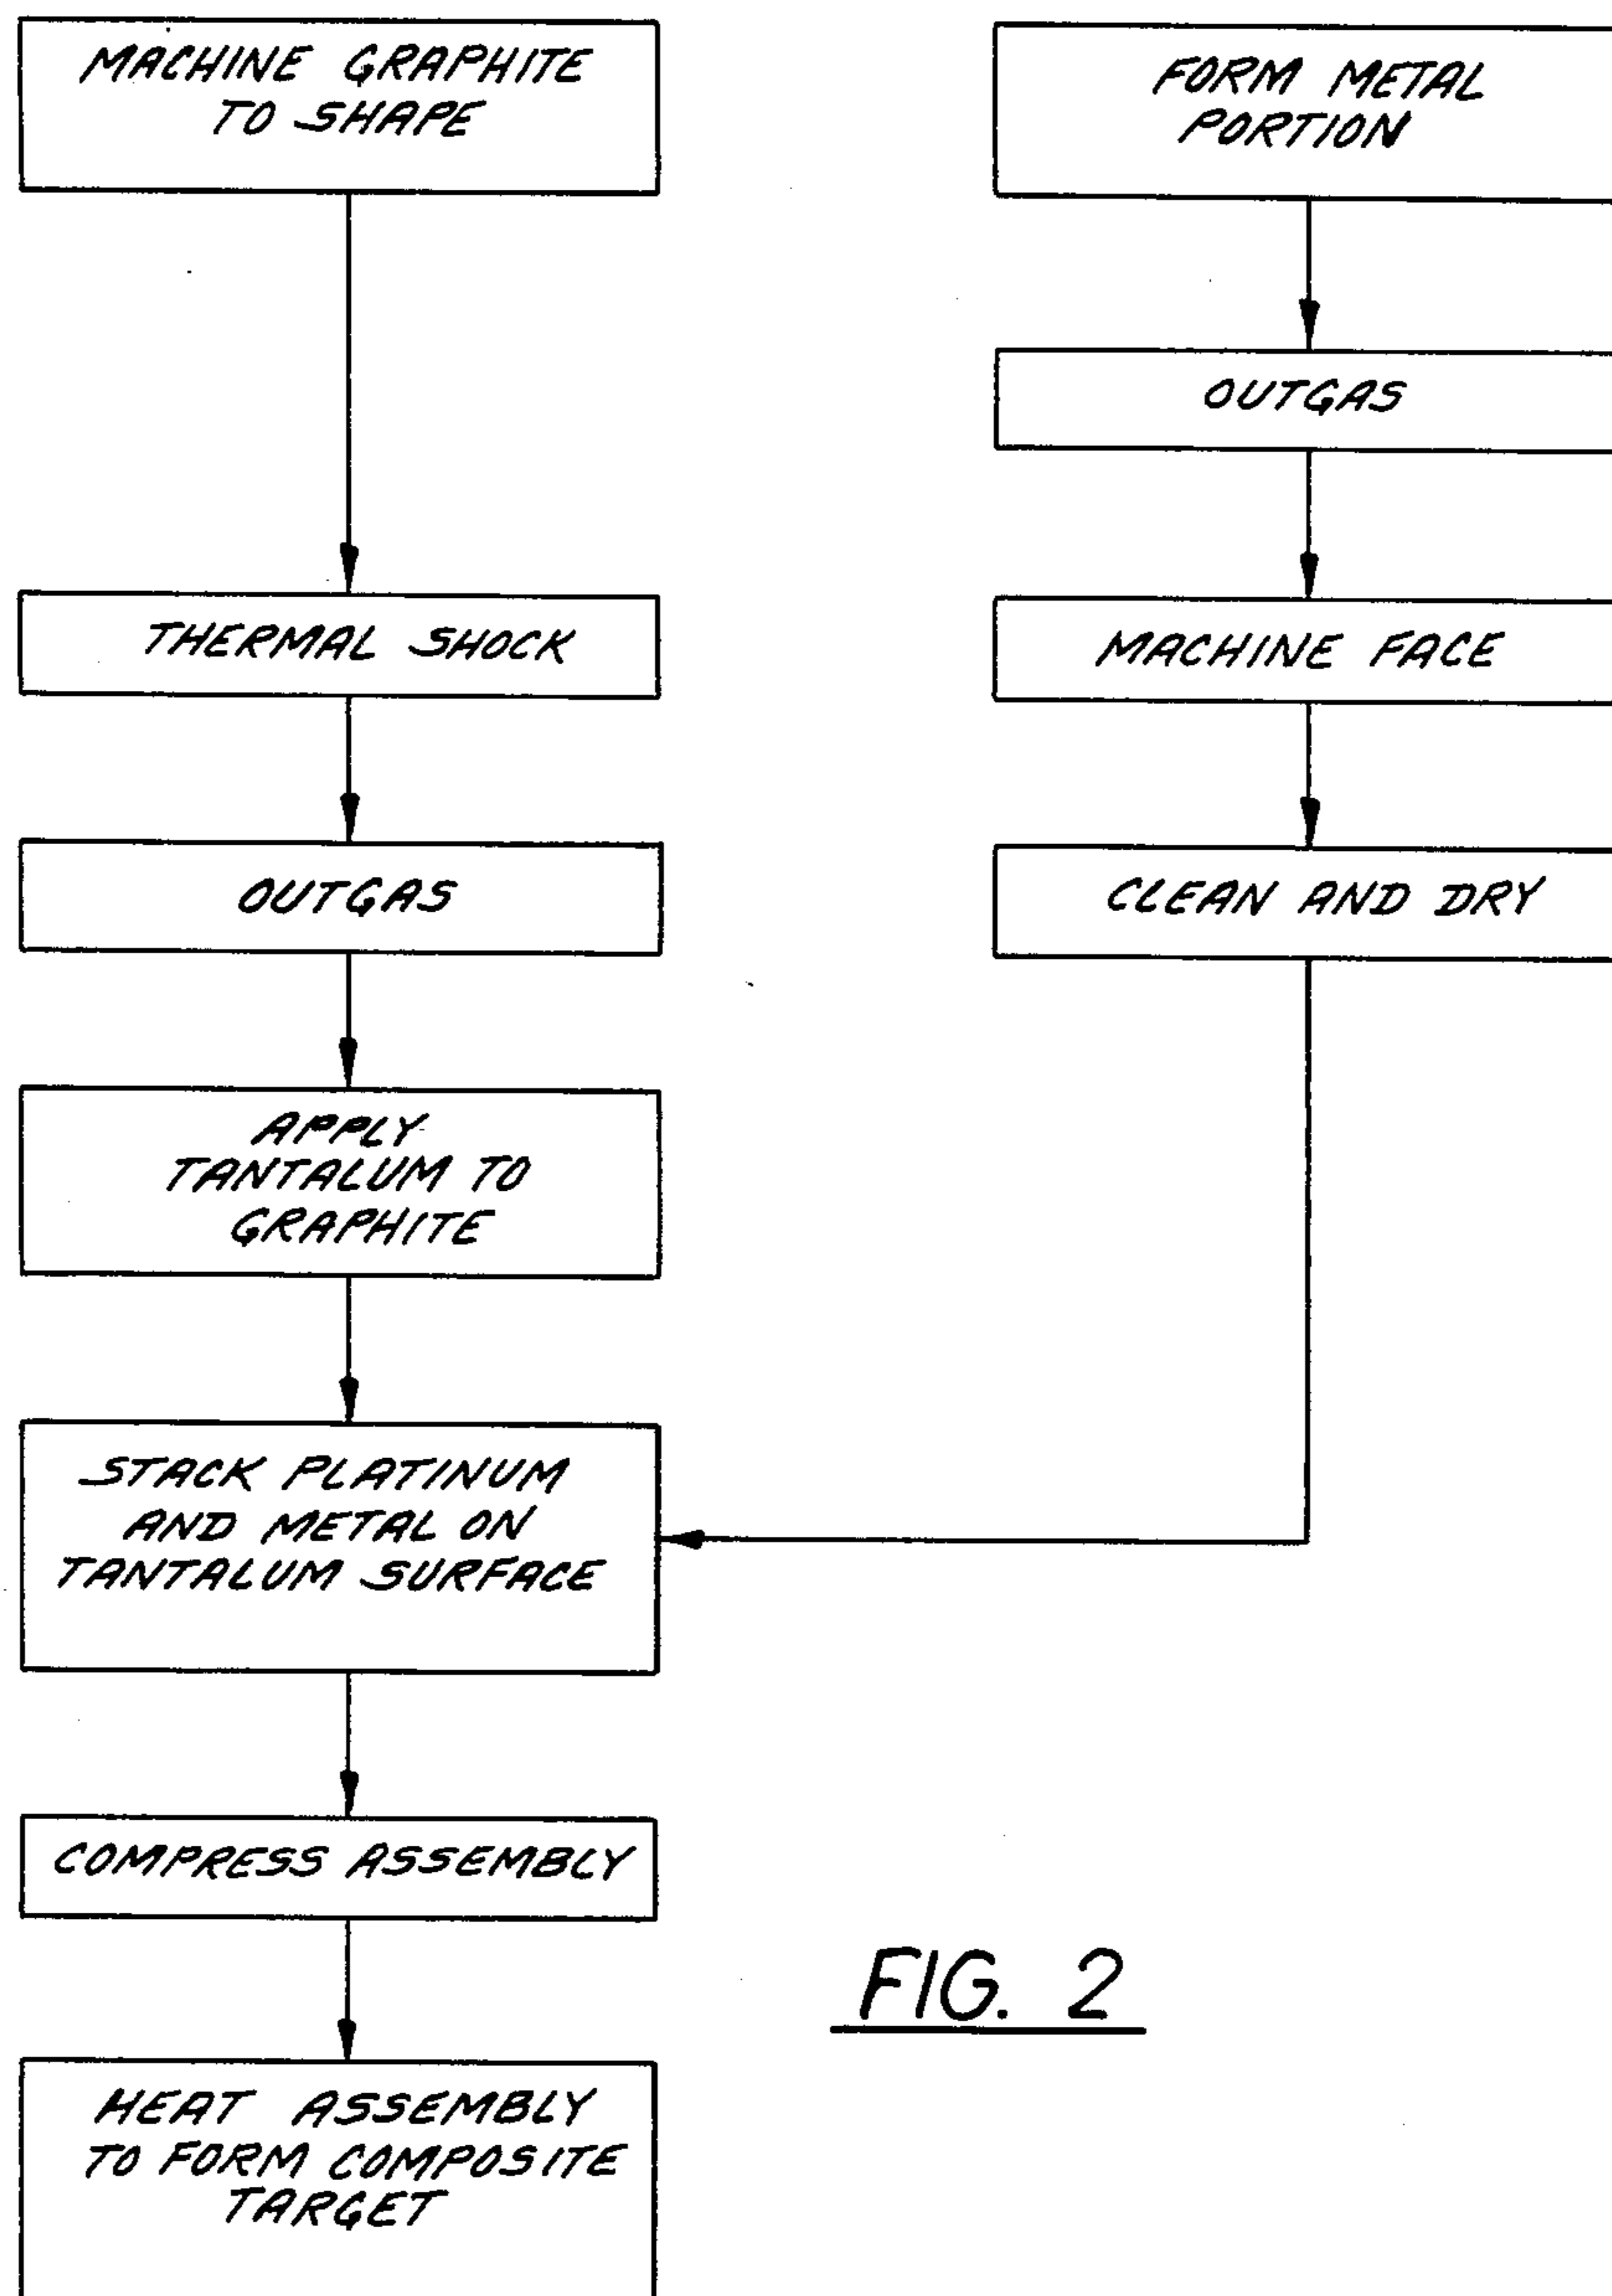 MACHINE GRAPHITE
TO SHAPE
THERMAL SHOCK
OUTGAS
APPLY
TANTALUM TO
GRAPHITE
STACK PLATINUM
AND METAL ON
TANTALUM SURFACE
COMPRESS ASSEMBLY
HEAT ASSEMBLY
TO FORM COMPOSITE
TARGET
FORM METAL
PORTION
OUTGAS
MACHINE FACE
CLEAN AND DRY
FIG. 2